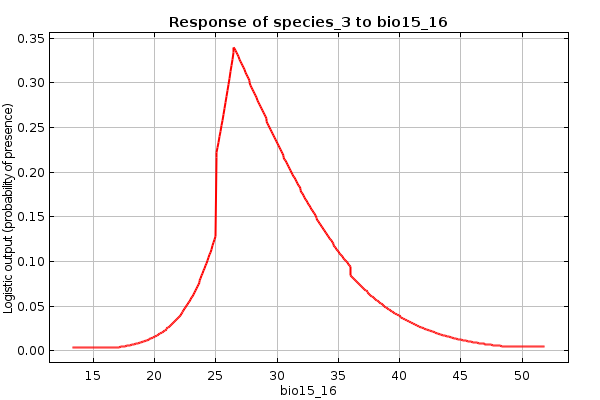 Response of species_3 to bio15_16
Logistic output (probability of presence)
0.35
0.30
0.25
0.20
0.15
0.10
0.05
0.00
15 20 25 30 35 40 45 50
bio15_16